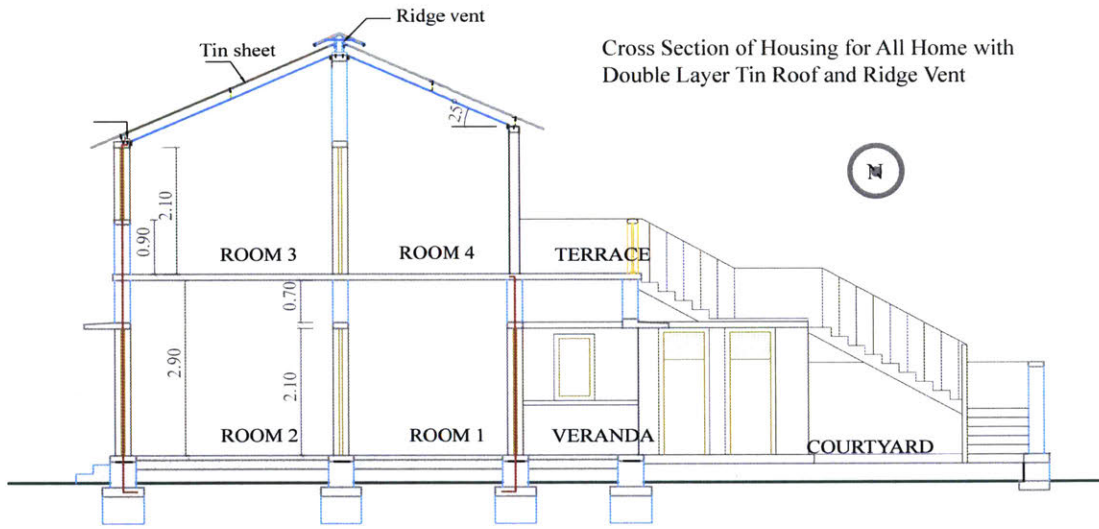 Ridge vent
Tin sheet
Cross Section of Housing for All Home with
Double Layer Tin Roof and Ridge Vent
25°
N
2.10
0.90
ROOM 3
ROOM 4
TERRACE
0.70
2.90
2.10
ROOM 2
ROOM 1
VERANDA
COURTYARD